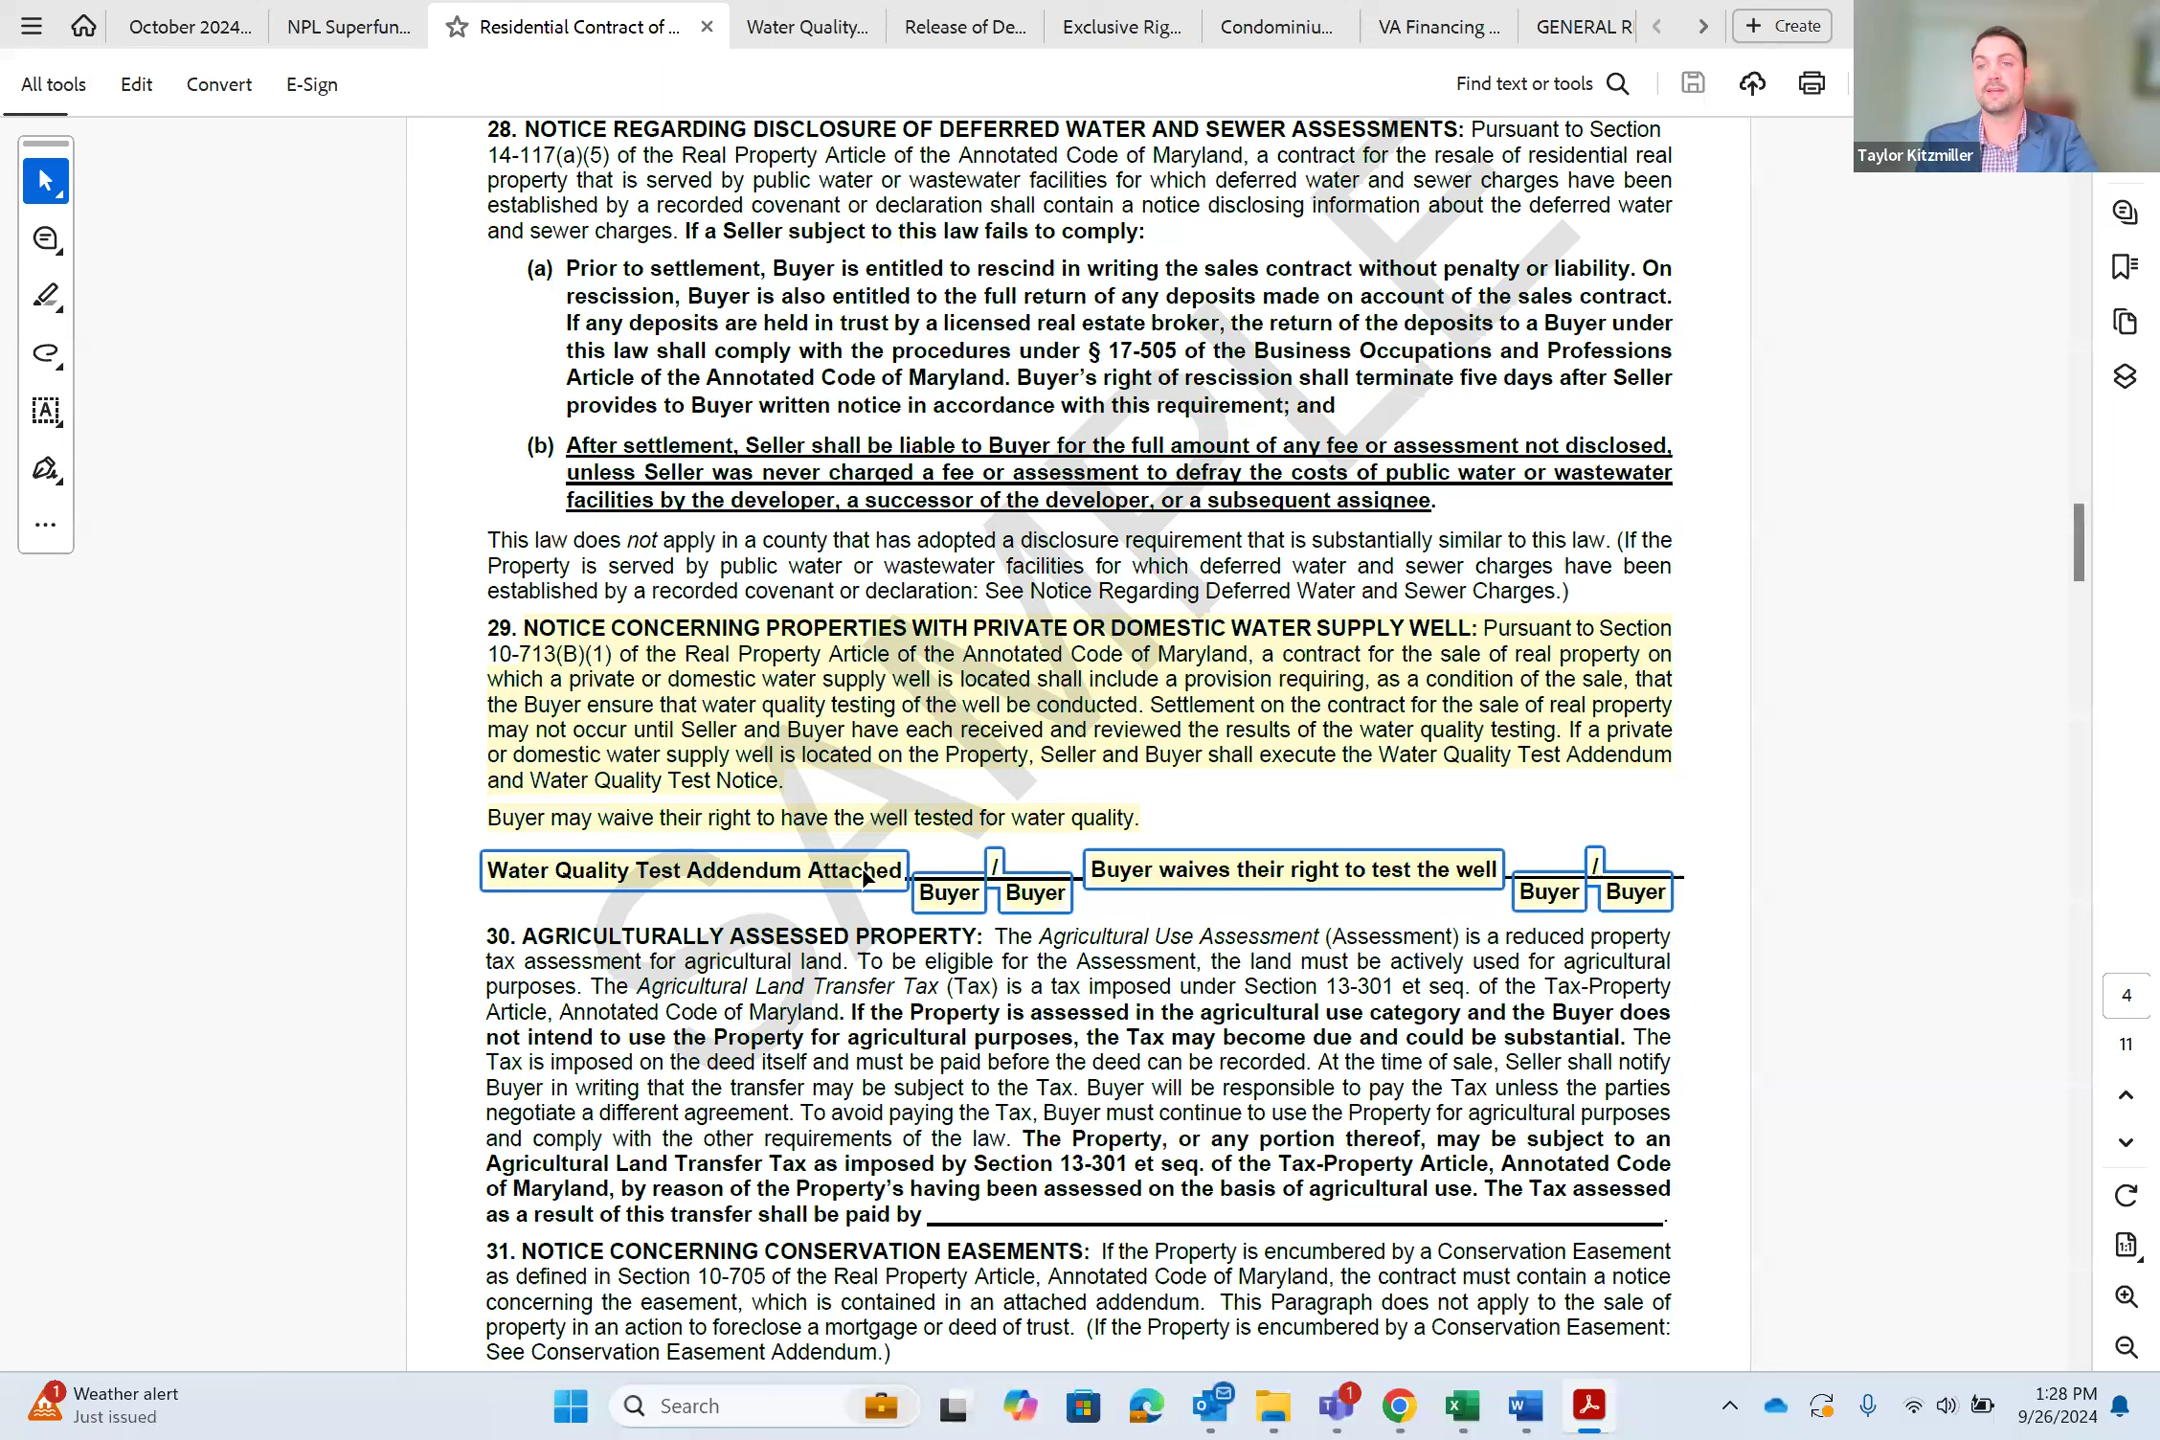 October 2024...
NPL Superfun...
Residential Contract of ...
Water Quality...
Release of De...
Exclusive Rig...
Condominiu...
VA Financing ...
GENERAL R
Create
All tools
Edit
Convert
E-Sign
Find text or tools
Taylor Kitzmiller
28. NOTICE REGARDING DISCLOSURE OF DEFERRED WATER AND SEWER ASSESSMENTS: Pursuant to Section
14-117(a)(5) of the Real Property Article of the Annotated Code of Maryland, a contract for the resale of residential real
property that is served by public water or wastewater facilities for which deferred water and sewer charges have been
established by a recorded covenant or declaration shall contain a notice disclosing information about the deferred water
and sewer charges. If a Seller subject to this law fails to comply:
(a) Prior to settlement, Buyer is entitled to rescind in writing the sales contract without penalty or liability. On
rescission, Buyer is also entitled to the full return of any deposits made on account of the sales contract.
If any deposits are held in trust by a licensed real estate broker, the return of the deposits to a Buyer under
this law shall comply with the procedures under § 17-505 of the Business Occupations and Professions
Article of the Annotated Code of Maryland. Buyer's right of rescission shall terminate five days after Seller
provides to Buyer written notice in accordance with this requirement; and
(b) After settlement, Seller shall be liable to Buyer for the full amount of any fee or assessment not disclosed,
unless Seller was never charged a fee or assessment to defray the costs of public water or wastewater
facilities by the developer, a successor of the developer, or a subsequent assignee.
This law does not apply in a county that has adopted a disclosure requirement that is substantially similar to this law. (If the
Property is served by public water or wastewater facilities for which deferred water and sewer charges have been
established by a recorded covenant or declaration: See Notice Regarding Deferred Water and Sewer Charges.)
29. NOTICE CONCERNING PROPERTIES WITH PRIVATE OR DOMESTIC WATER SUPPLY WELL: Pursuant to Section
10-713(B)(1) of the Real Property Article of the Annotated Code of Maryland, a contract for the sale of real property on
which a private or domestic water supply well is located shall include a provision requiring, as a condition of the sale, that
the Buyer ensure that water quality testing of the well be conducted. Settlement on the contract for the sale of real property
may not occur until Seller and Buyer have each received and reviewed the results of the water quality testing. If a private
or domestic water supply well is located on the Property, Seller and Buyer shall execute the Water Quality Test Addendum
and Water Quality Test Notice.
Buyer may waive their right to have the well tested for water quality.
Water Quality Test Addendum Attached / Buyer waives their right to test the well /
Buyer Buyer Buyer Buyer
30. AGRICULTURALLY ASSESSED PROPERTY: The Agricultural Use Assessment (Assessment) is a reduced property
tax assessment for agricultural land. To be eligible for the Assessment, the land must be actively used for agricultural
purposes. The Agricultural Land Transfer Tax (Tax) is a tax imposed under Section 13-301 et seq. of the Tax-Property
Article, Annotated Code of Maryland. If the Property is assessed in the agricultural use category and the Buyer does
not intend to use the Property for agricultural purposes, the Tax may become due and could be substantial. The
Tax is imposed on the deed itself and must be paid before the deed can be recorded. At the time of sale, Seller shall notify
Buyer in writing that the transfer may be subject to the Tax. Buyer will be responsible to pay the Tax unless the parties
negotiate a different agreement. To avoid paying the Tax, Buyer must continue to use the Property for agricultural purposes
and comply with the other requirements of the law. The Property, or any portion thereof, may be subject to an
Agricultural Land Transfer Tax as imposed by Section 13-301 et seq. of the Tax-Property Article, Annotated Code
of Maryland, by reason of the Property's having been assessed on the basis of agricultural use. The Tax assessed
as a result of this transfer shall be paid by ____.
31. NOTICE CONCERNING CONSERVATION EASEMENTS: If the Property is encumbered by a Conservation Easement
as defined in Section 10-705 of the Real Property Article, Annotated Code of Maryland, the contract must contain a notice
concerning the easement, which is contained in an attached addendum. This Paragraph does not apply to the sale of
property in an action to foreclose a mortgage or deed of trust. (If the Property is encumbered by a Conservation Easement:
See Conservation Easement Addendum.)
SAMPLE
4
11
1:1
1
Weather alert
Just issued
Search
1
1:28 PM
9/26/2024